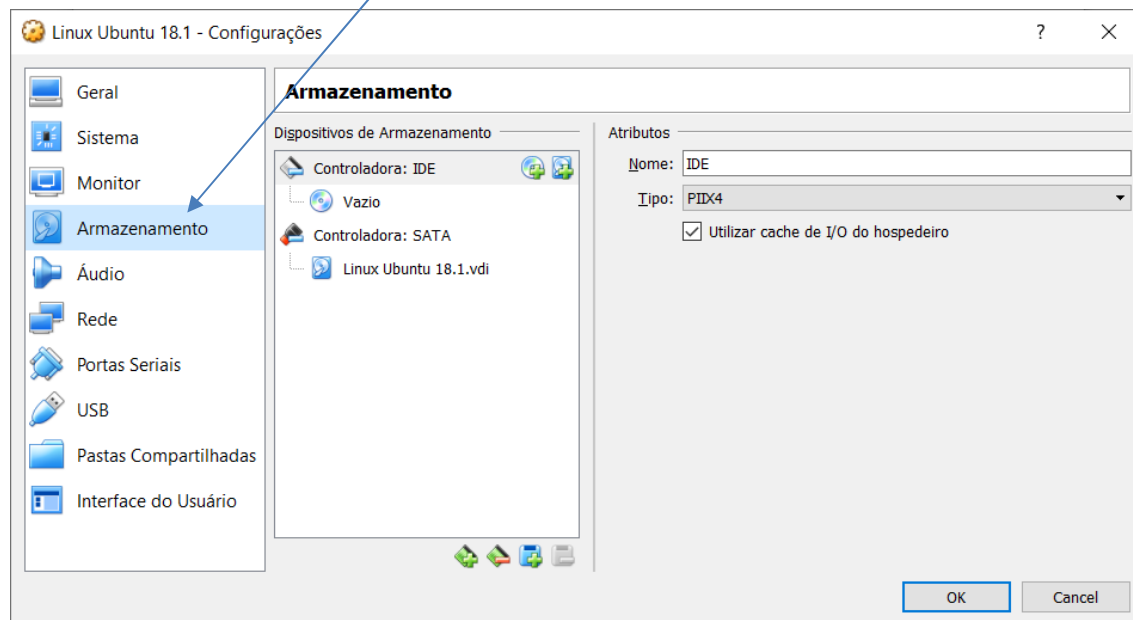 Linux Ubuntu 18.1 - Configurações
?
Geral
Sistema
Monitor
Armazenamento
Áudio
Rede
Portas Seriais
USB
Pastas Compartilhadas
Interface do Usuário
Armazenamento
Dispositivos de Armazenamento
Controladora: IDE
Vazio
Controladora: SATA
Linux Ubuntu 18.1.vdi
Atributos
Nome: IDE
Tipo: PIIX4
Utilizar cache de I/O do hospedeiro
OK
Cancel